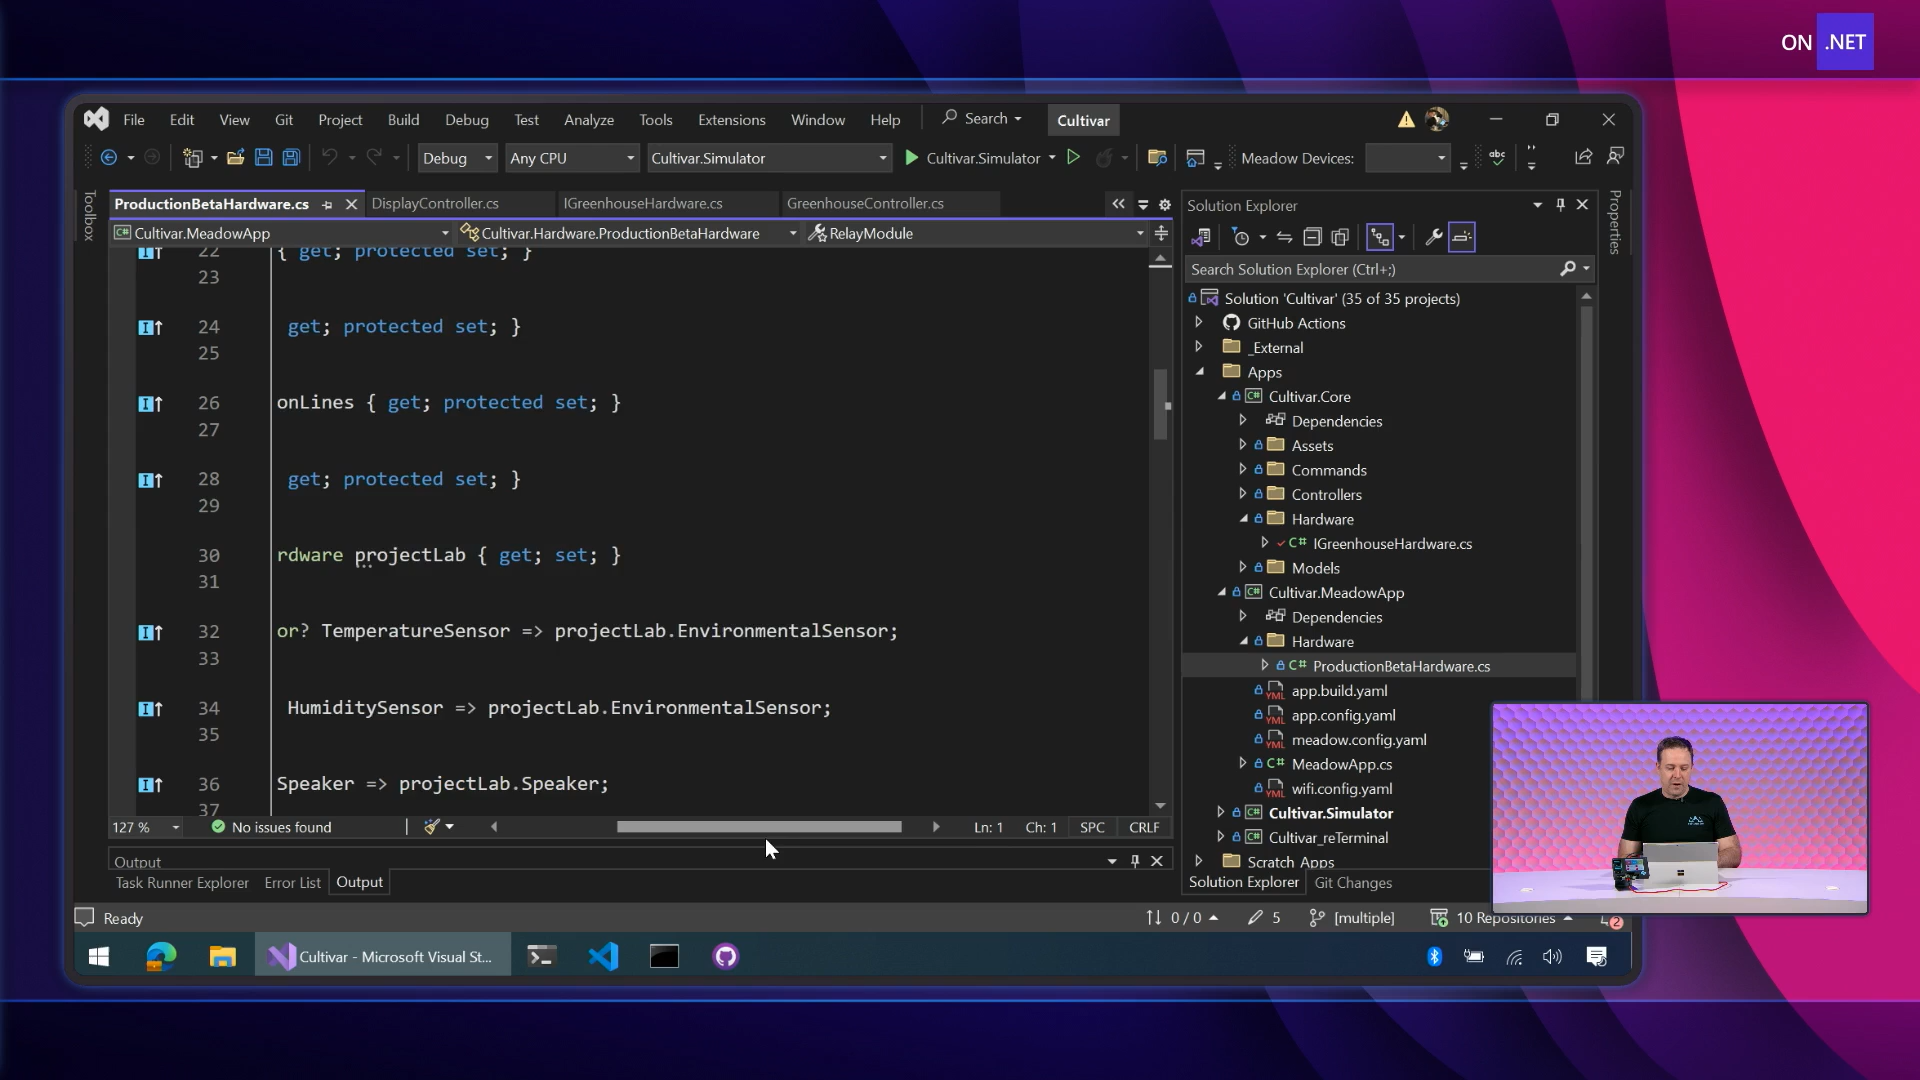 ON .NET
File Edit View Git Project Build Debug Test Analyze Tools Extensions Window Help Search Cultivar
Debug Any CPU Cultivar.Simulator Cultivar.Simulator Meadow Devices: abc
Toolbox
ProductionBetaHardware.cs DisplayController.cs IGreenhouseHardware.cs GreenhouseController.cs
Cultivar.MeadowApp Cultivar.Hardware.ProductionBetaHardware RelayModule
22 { get; protected set; }
23
24 get; protected set; }
25
26 onLines { get; protected set; }
27
28 get; protected set; }
29
30 rdware projectLab { get; set; }
31
32 or? TemperatureSensor => projectLab.EnvironmentalSensor;
33
34 HumiditySensor => projectLab.EnvironmentalSensor;
35
36 Speaker => projectLab.Speaker;
37
127 % No issues found Ln: 1 Ch: 1 SPC CRLF
Output
Task Runner Explorer Error List Output
Solution Explorer
Search Solution Explorer (Ctrl+;)
Solution 'Cultivar' (35 of 35 projects)
GitHub Actions
_External
Apps
C# Cultivar.Core
Dependencies
Assets
Commands
Controllers
Hardware
C# IGreenhouseHardware.cs
Models
C# Cultivar.MeadowApp
Dependencies
Hardware
C# ProductionBetaHardware.cs
YML app.build.yaml
YML app.config.yaml
YML meadow.config.yaml
C# MeadowApp.cs
YML wifi.config.yaml
C# Cultivar.Simulator
C# Cultivar_reTerminal
Scratch Apps
Solution Explorer Git Changes
Properties
Ready 0 / 0 5 [multiple] 10 Repositories 2
Cultivar - Microsoft Visual St...